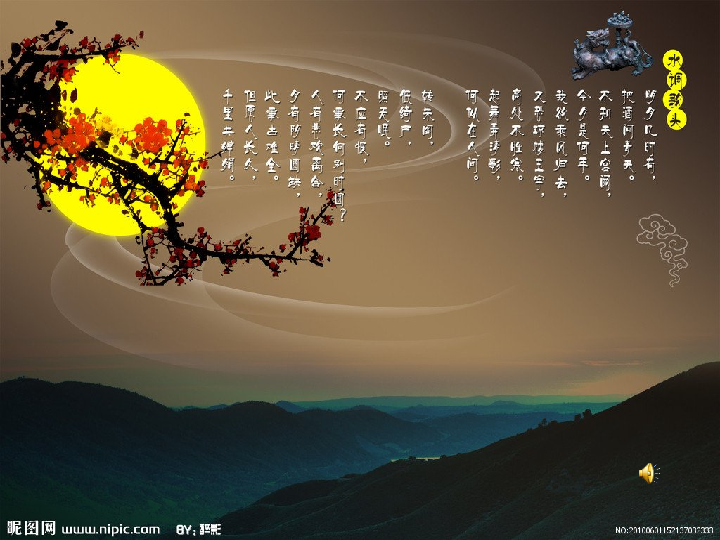 水调歌头
明月几时有，
把酒问青天。
不知天上宫阙，
今夕是何年。
我欲乘风归去，
又恐琼楼玉宇，
高处不胜寒。
起舞弄清影，
何似在人间。
转朱阁，
低绮户，
照无眠。
不应有恨，
何事长向别时圆？
人有悲欢离合，
月有阴晴圆缺，
此事古难全。
但愿人长久，
千里共婵娟。
昵图网 www.nipic.com